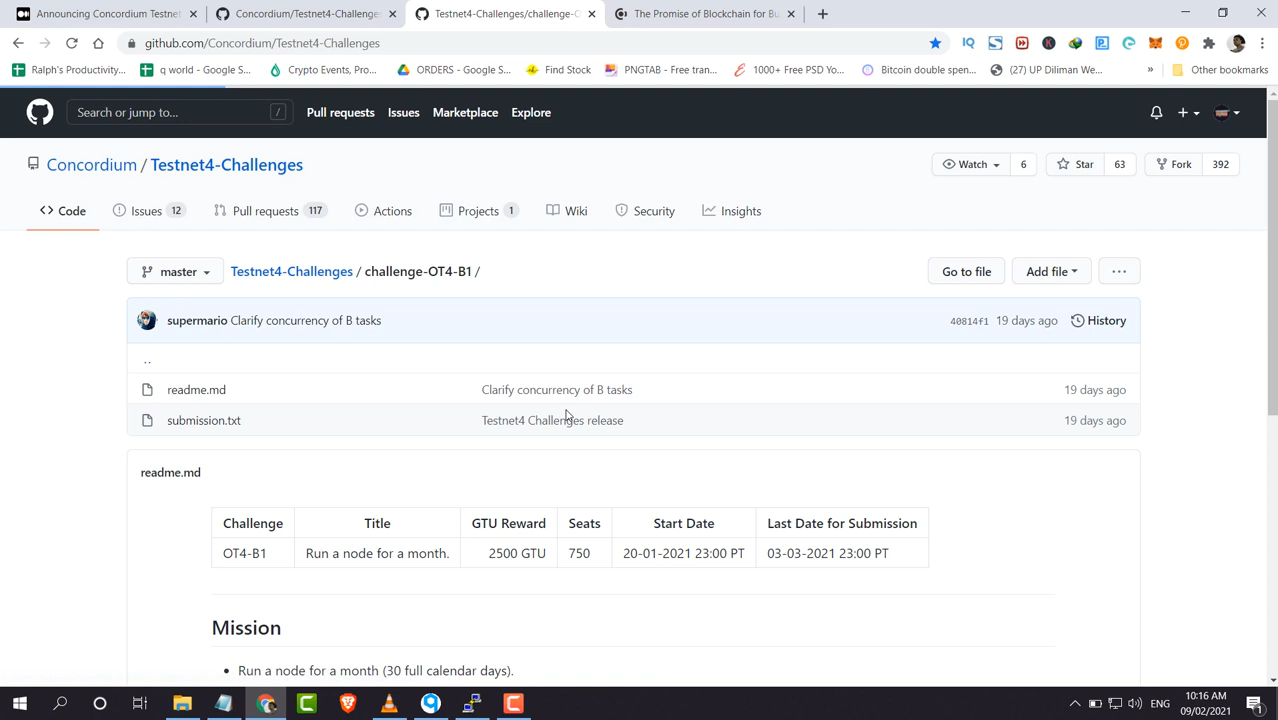 Announcing Concordium Testnet
Concordium/Testnet4-Challenges
Testnet4-Challenges/challenge-O
The Promise of Blockchain for Bu
github.com/Concordium/Testnet4-Challenges
Ralph's Productivity...
q world - Google S...
Crypto Events, Pro...
ORDERS - Google S...
Find Stock
PNGTAB - Free tran...
1000+ Free PSD Yo...
Bitcoin double spen...
(27) UP Diliman We...
»
Other bookmarks
Search or jump to...
/
Pull requests
Issues
Marketplace
Explore
Concordium / Testnet4-Challenges
Watch 6
Star 63
Fork 392
Code
Issues 12
Pull requests 117
Actions
Projects 1
Wiki
Security
Insights
master
Testnet4-Challenges / challenge-OT4-B1 /
Go to file
Add file
...
supermario Clarify concurrency of B tasks
40814f1 19 days ago History
..
readme.md Clarify concurrency of B tasks 19 days ago
submission.txt Testnet4 Challenges release 19 days ago
readme.md
Challenge Title GTU Reward Seats Start Date Last Date for Submission
OT4-B1 Run a node for a month. 2500 GTU 750 20-01-2021 23:00 PT 03-03-2021 23:00 PT
Mission
• Run a node for a month (30 full calendar days).
ENG
10:16 AM
09/02/2021
1